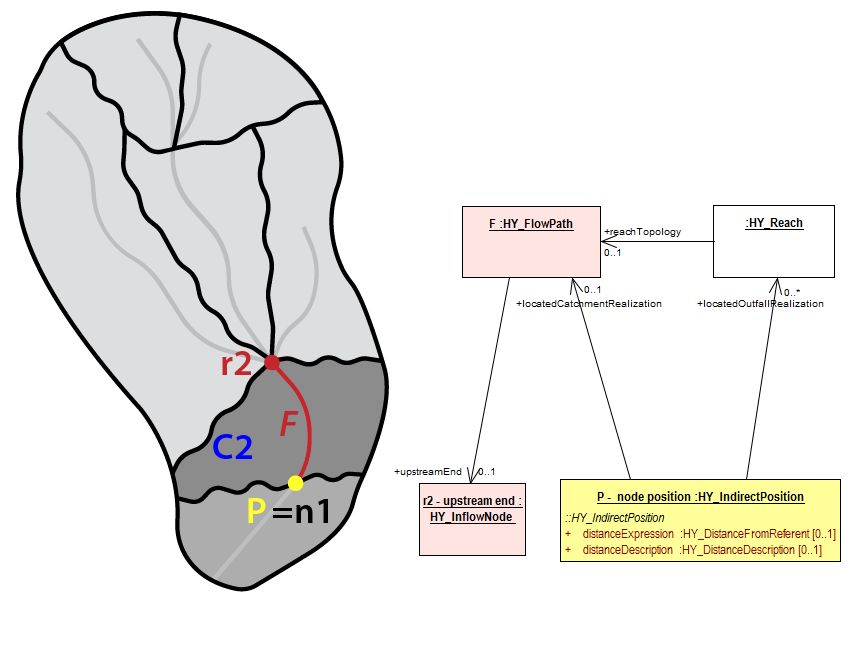 r2
F
C2
P =n1
F :HY_FlowPath
:HY_Reach
+reachTopology
0..1
0..1
+locatedCatchmentRealization
0..*
+locatedOutfallRealization
+upstreamEnd
0..1
r2 - upstream end :
HY_InflowNode
P - node position :HY_IndirectPosition
::HY_IndirectPosition
+ distanceExpression :HY_DistanceFromReferent [0..1]
+ distanceDescription :HY_DistanceDescription [0..1]